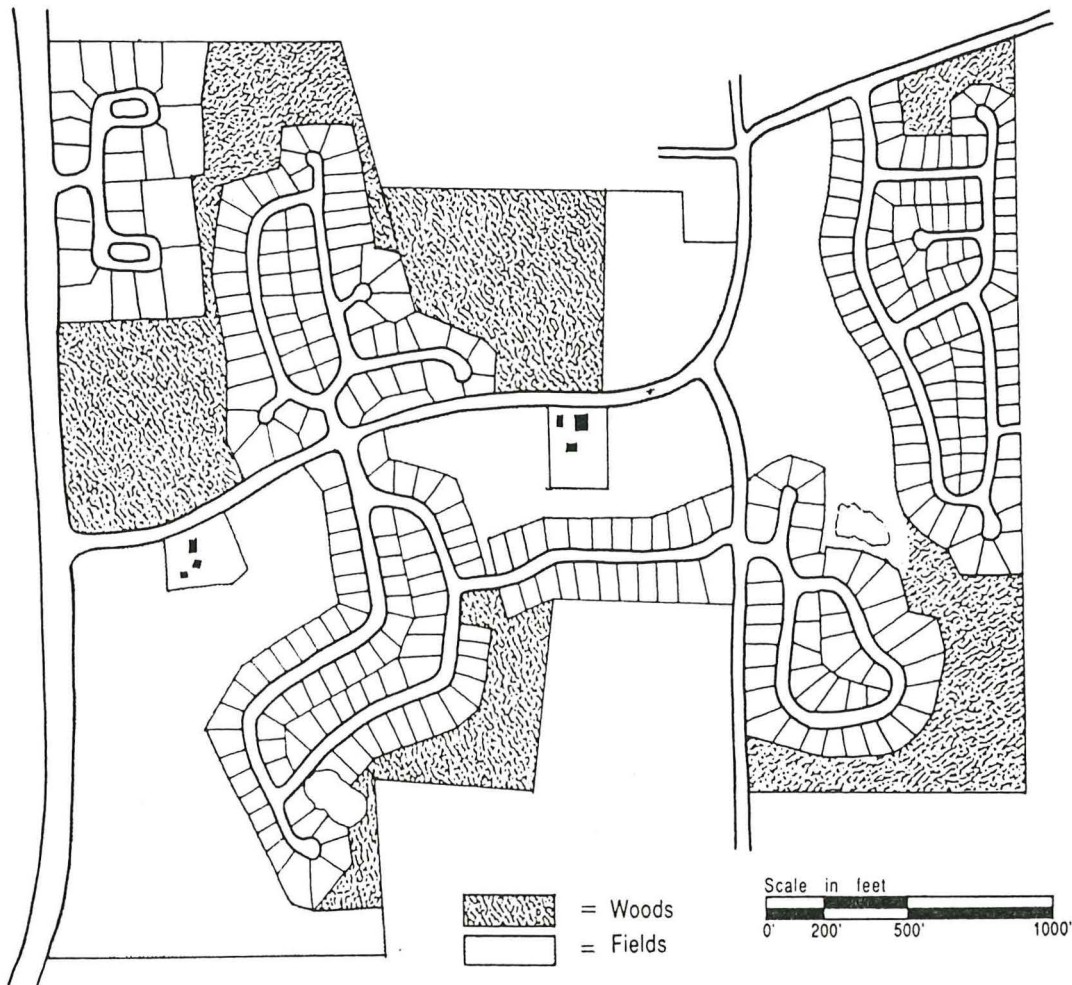 = Woods
= Fields
Scale in feet
0' 200' 500' 1000'